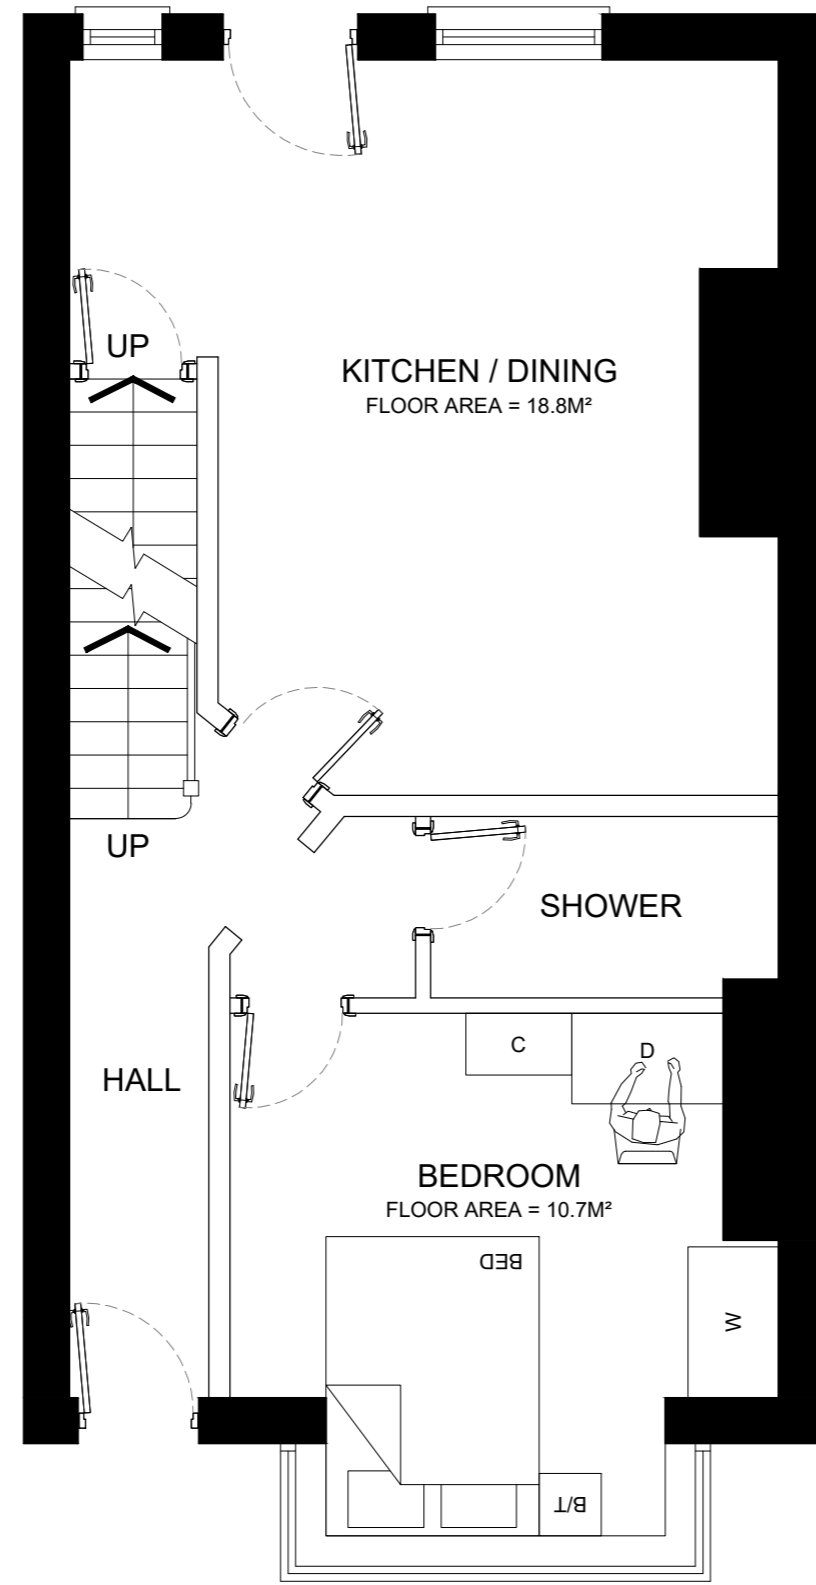 UP
KITCHEN / DINING
FLOOR AREA = 18.8M²
UP
SHOWER
C
D
HALL
BEDROOM
FLOOR AREA = 10.7M²
BED
W
B/T